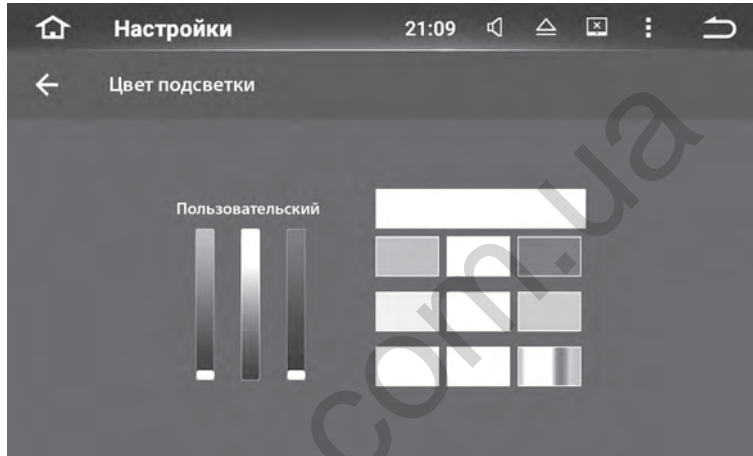 Настройки 21:09
Цвет подсветки
Пользовательский
com.ua